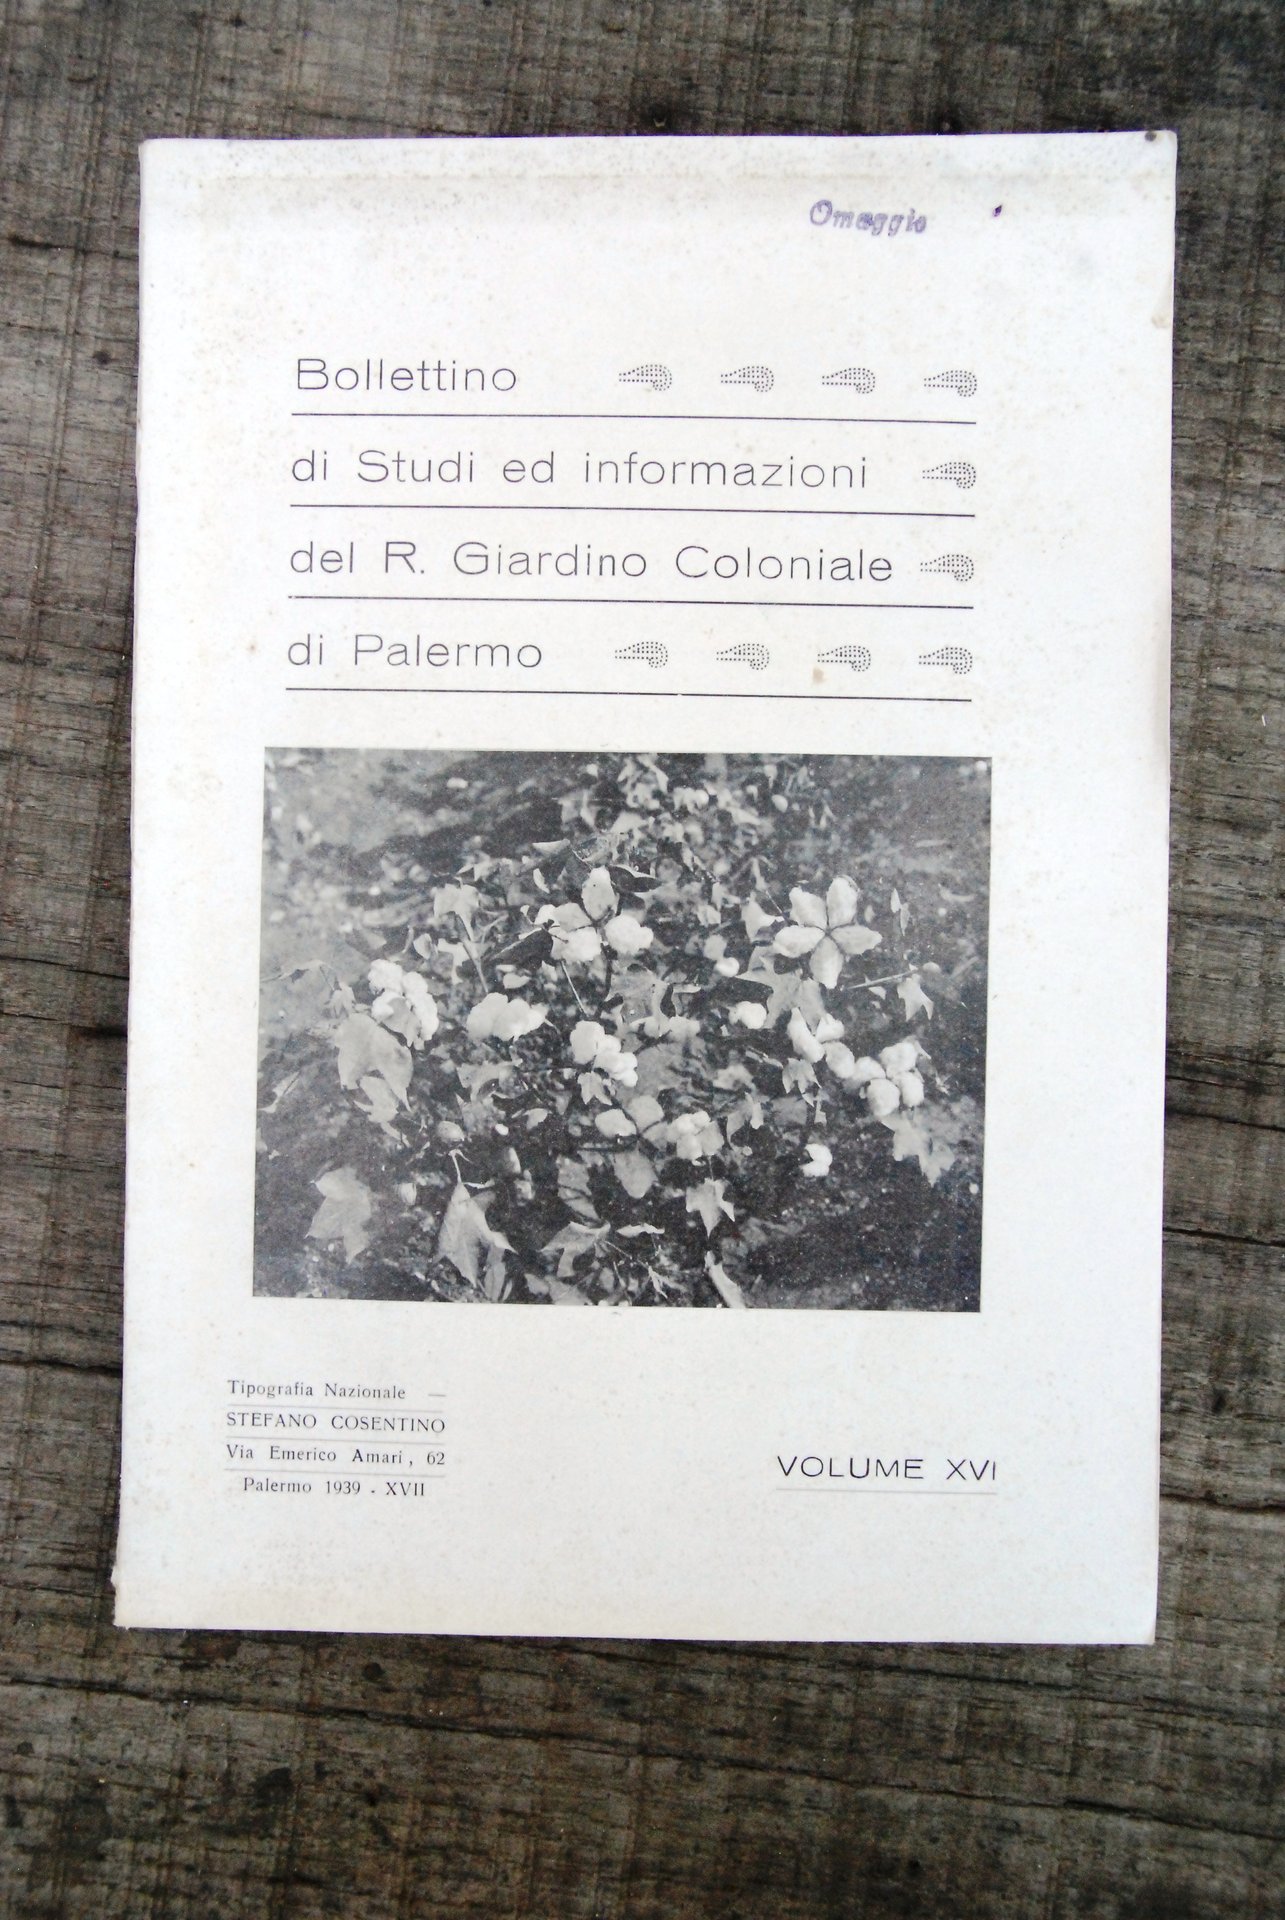 Omaggio
Bollettino
di Studi ed informazioni
del R. Giardino Coloniale
di Palermo
Tipografia Nazionale —
STEFANO COSENTINO
Via Emerico Amari, 62
Palermo 1939 - XVII
VOLUME XVI